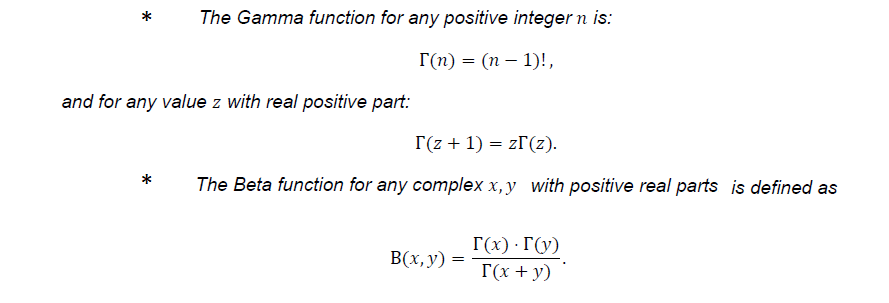 * The Gamma function for any positive integer n is:
Γ(n) = (n − 1)!,
and for any value z with real positive part:
Γ(z + 1) = zΓ(z).
* The Beta function for any complex x, y with positive real parts is defined as
B(x, y) = Γ(x) · Γ(y) / Γ(x + y).